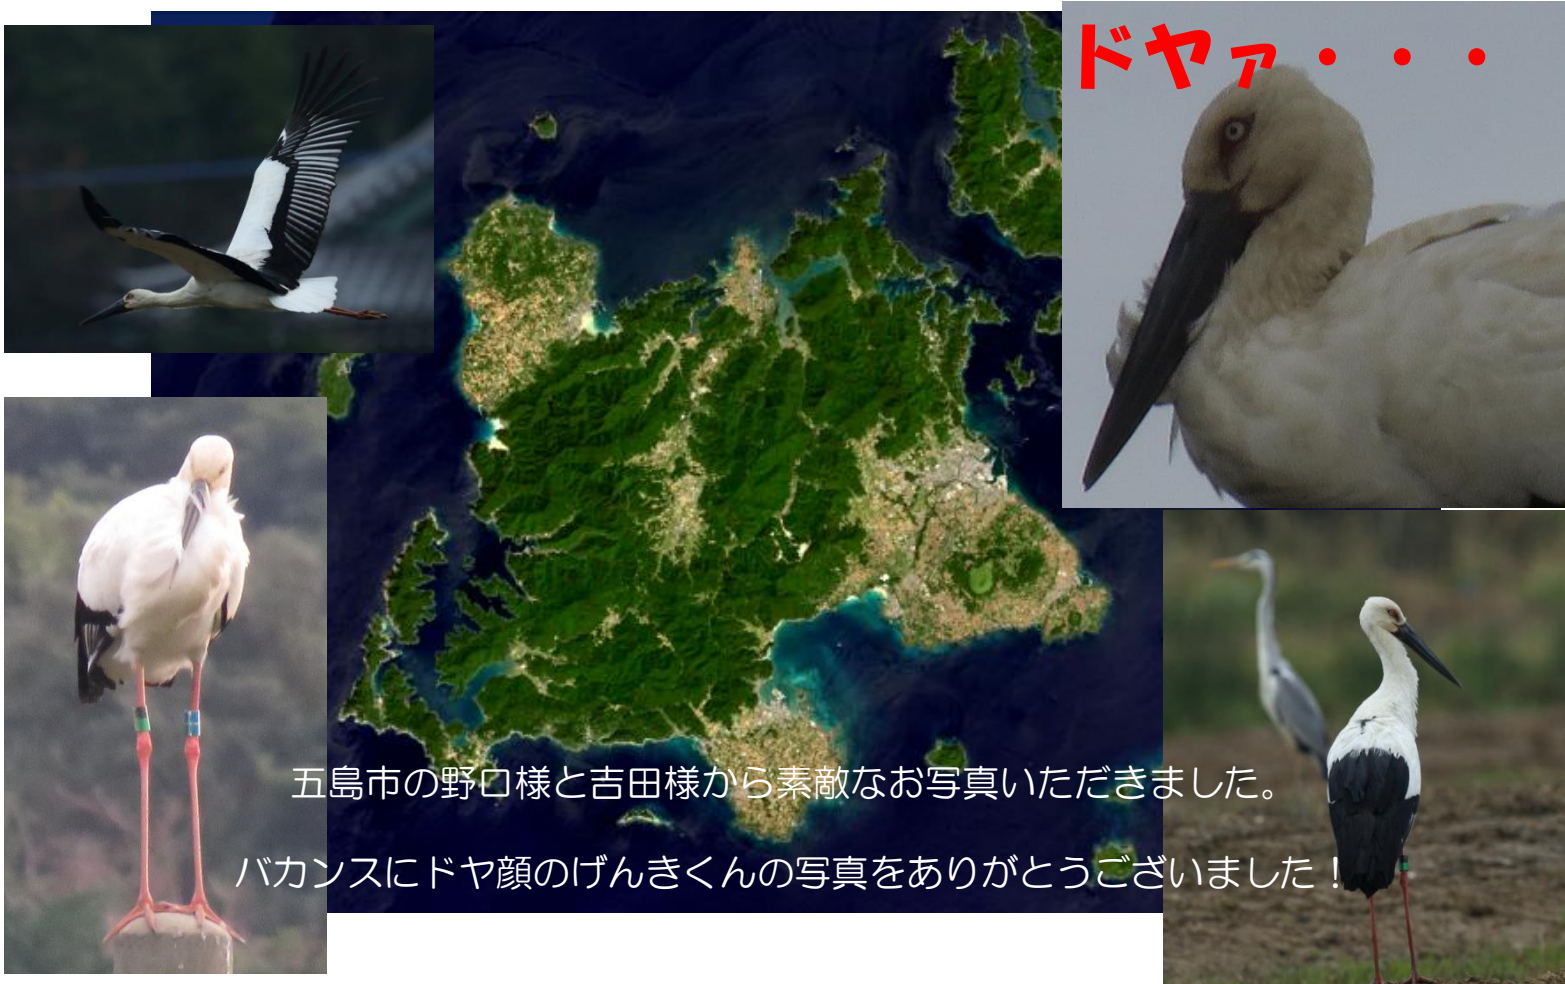 ドヤァ・・・
五島市の野口様と吉田様から素敵なお写真いただきました。
バカンスにドヤ顔のげんきくんの写真をありがとうございました！